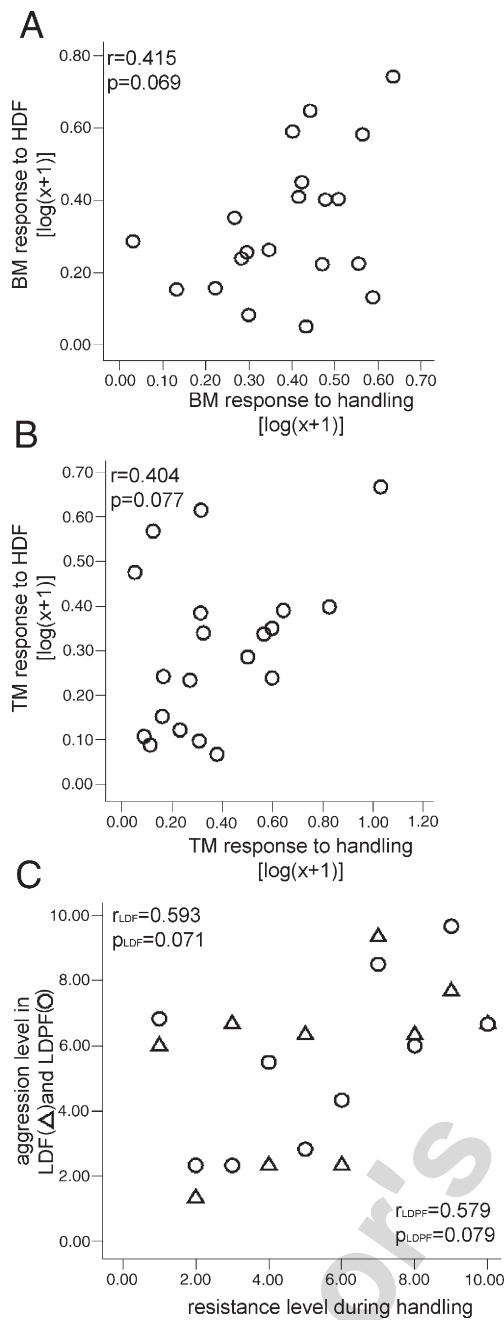 A
r=0.415
p=0.069
0.80
0.60
0.40
0.20
0.00
BM response to HDF
[log(x+1)]
0.00 0.10 0.20 0.30 0.40 0.50 0.60 0.70
BM response to handling
[log(x+1)]
B
r=0.404
p=0.077
0.70
0.60
0.50
0.40
0.30
0.20
0.10
0.00
TM response to HDF
[log(x+1)]
0.00 0.20 0.40 0.60 0.80 1.00 1.20
TM response to handling
[log(x+1)]
C
rLDF=0.593
pLDF=0.071
10.00
8.00
6.00
4.00
2.00
0.00
aggression level in
LDF(△)and LDPF(O)
rLDPF=0.579
pLDPF=0.079
0.00 2.00 4.00 6.00 8.00 10.00
resistance level during handling
or's